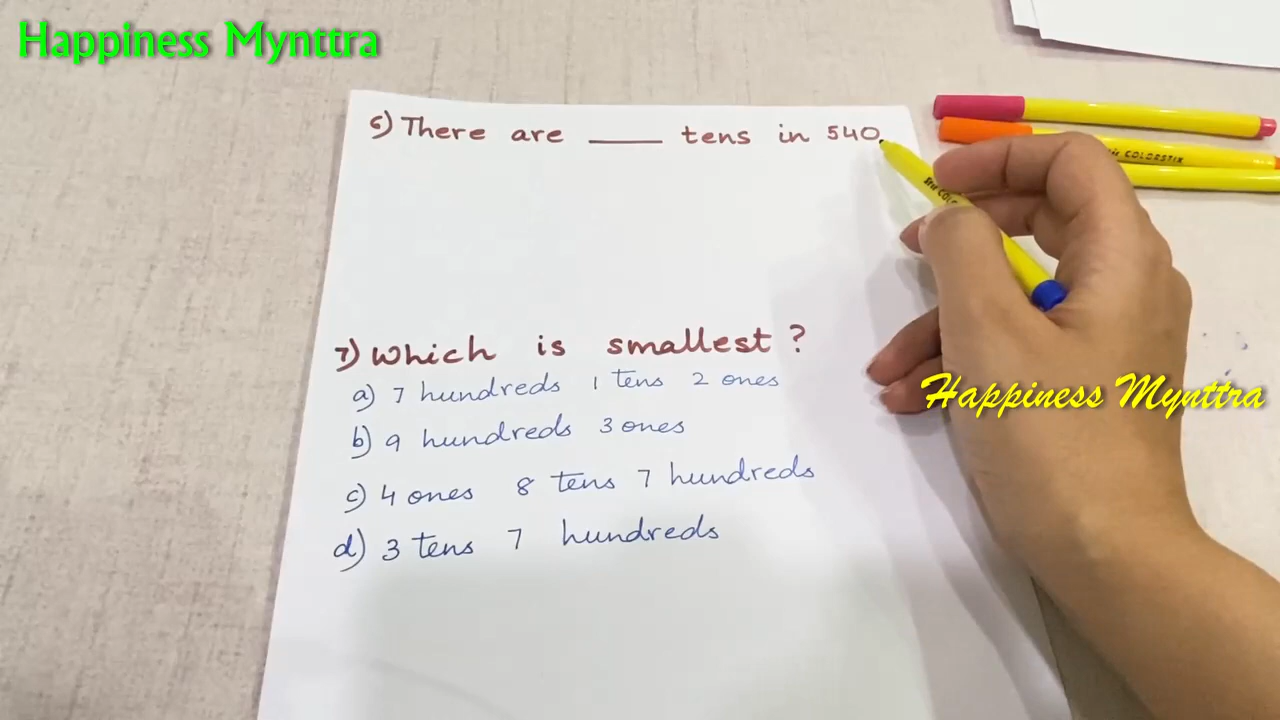 Happiness Mynttra
6) There are ____ tens in 540.
7) Which is smallest ?
a) 7 hundreds 1 tens 2 ones
b) 9 hundreds 3 ones
c) 4 ones 8 tens 7 hundreds
d) 3 tens 7 hundreds
Happiness Mynttra
COLORSTIX